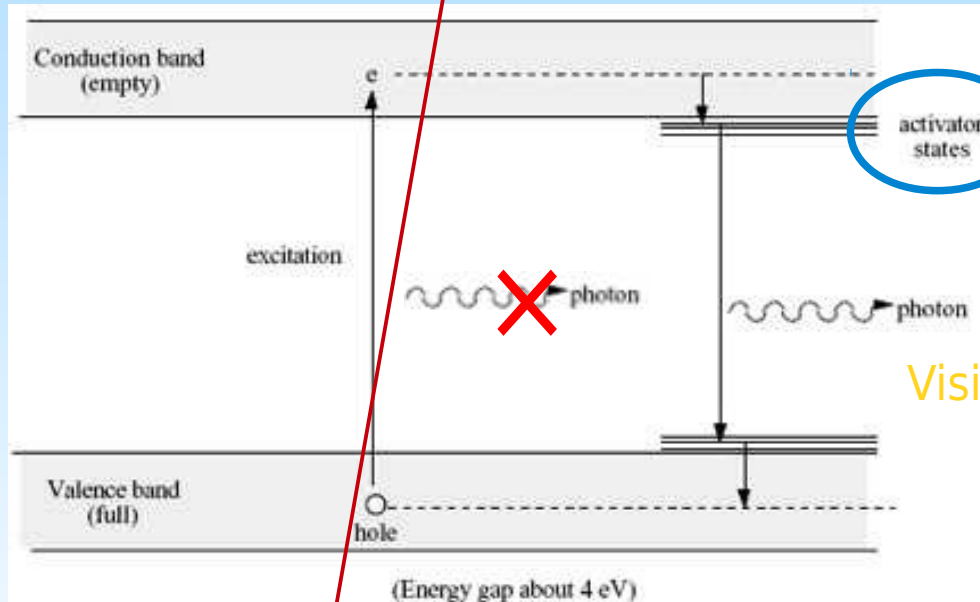 Conduction band
(empty)
e
activator
states
excitation
photon
photon
Visi
Valence band
(full)
hole
(Energy gap about 4 eV)